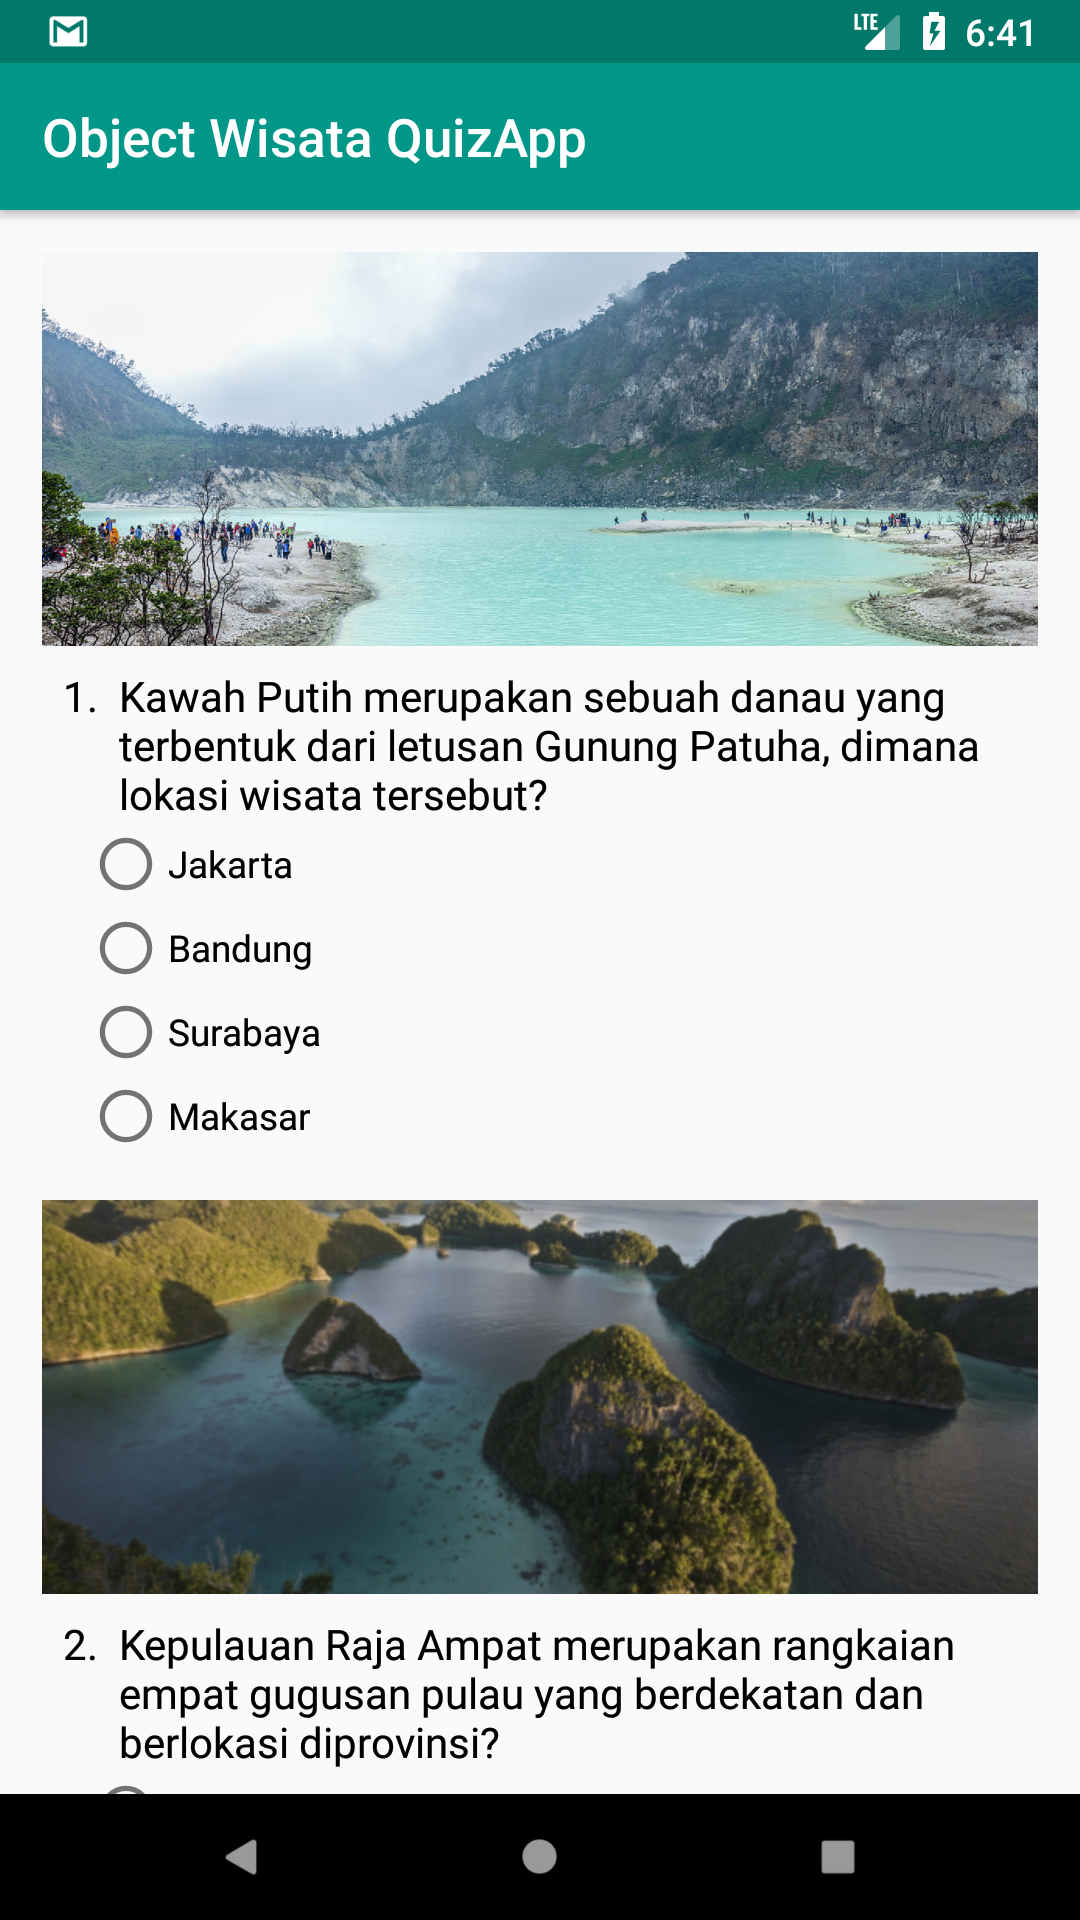 LTE 6:41
Object Wisata QuizApp
1. Kawah Putih merupakan sebuah danau yang
terbentuk dari letusan Gunung Patuha, dimana
lokasi wisata tersebut?
Jakarta
Bandung
Surabaya
Makasar
2. Kepulauan Raja Ampat merupakan rangkaian
empat gugusan pulau yang berdekatan dan
berlokasi diprovinsi?